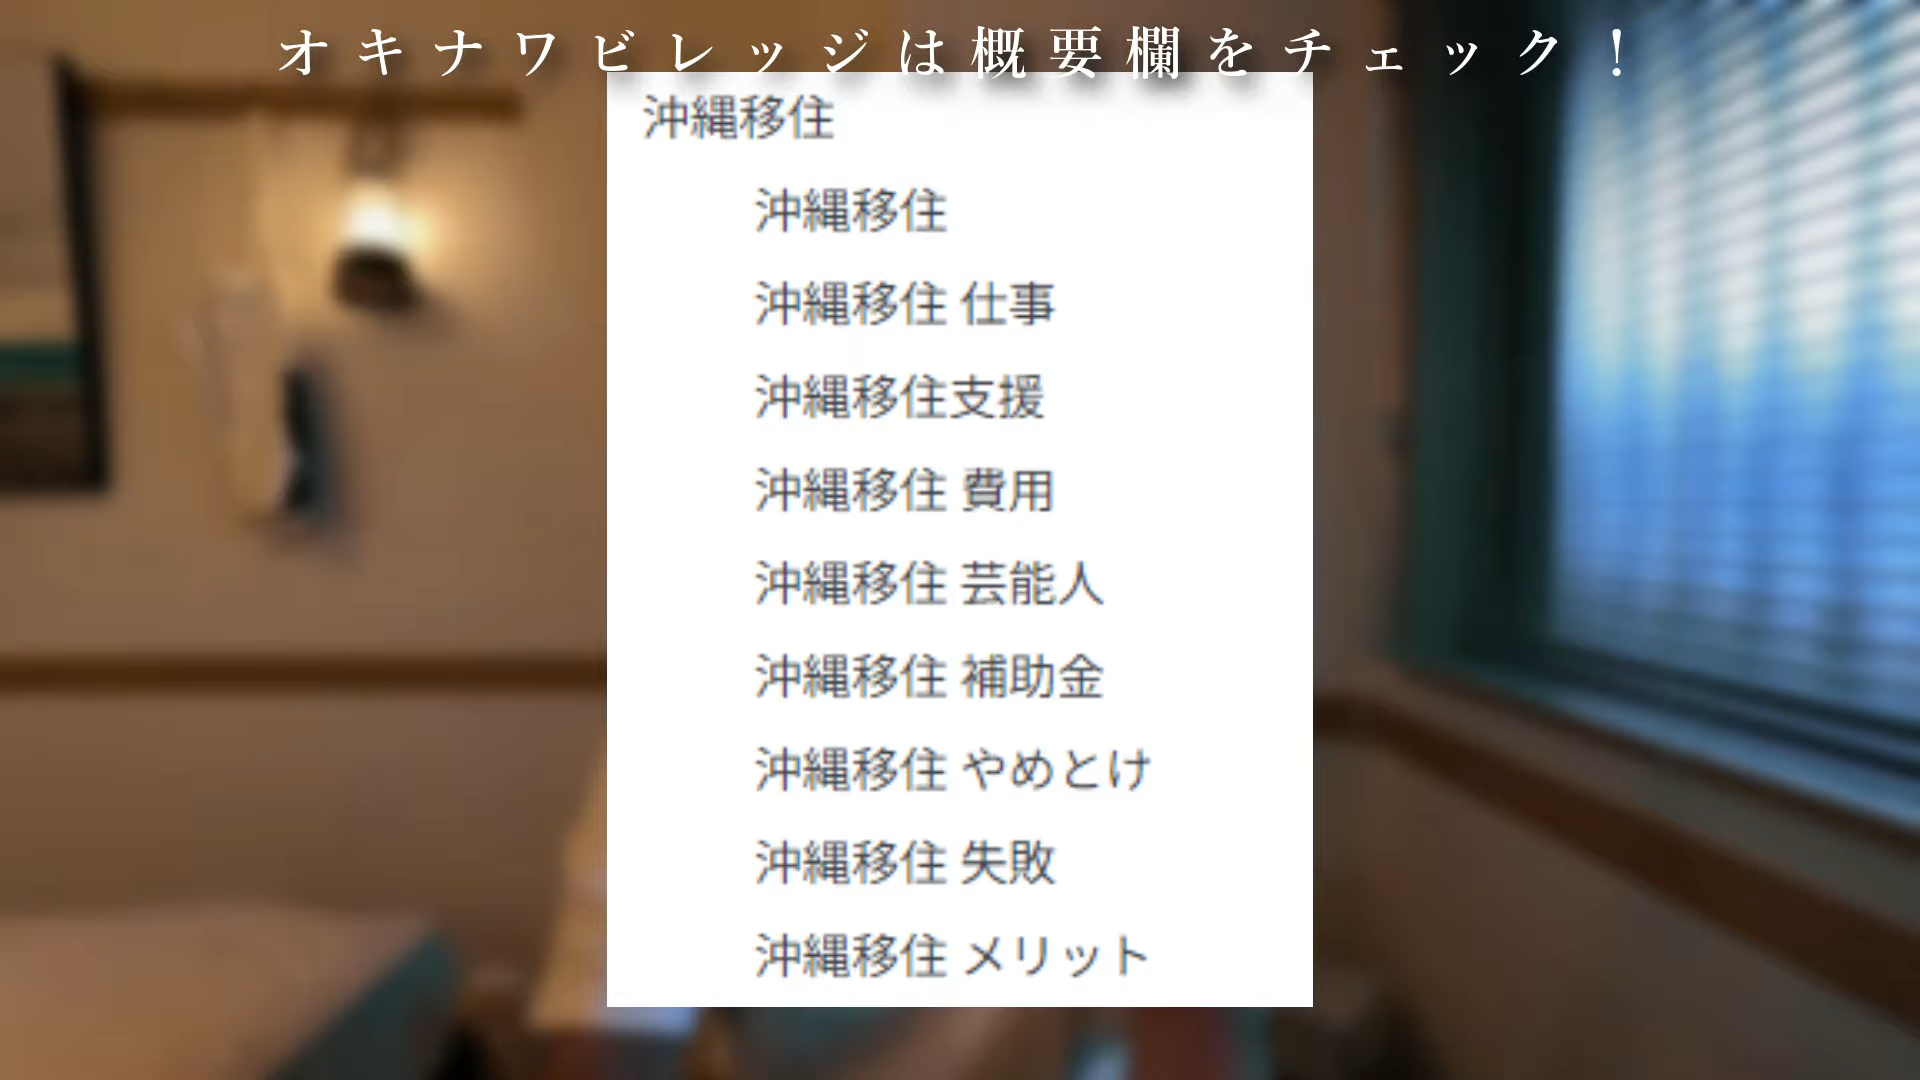 オキナワビレッジは概要欄をチェック！
沖縄移住
沖縄移住
沖縄移住 仕事
沖縄移住支援
沖縄移住 費用
沖縄移住 芸能人
沖縄移住 補助金
沖縄移住 やめとけ
沖縄移住 失敗
沖縄移住 メリット